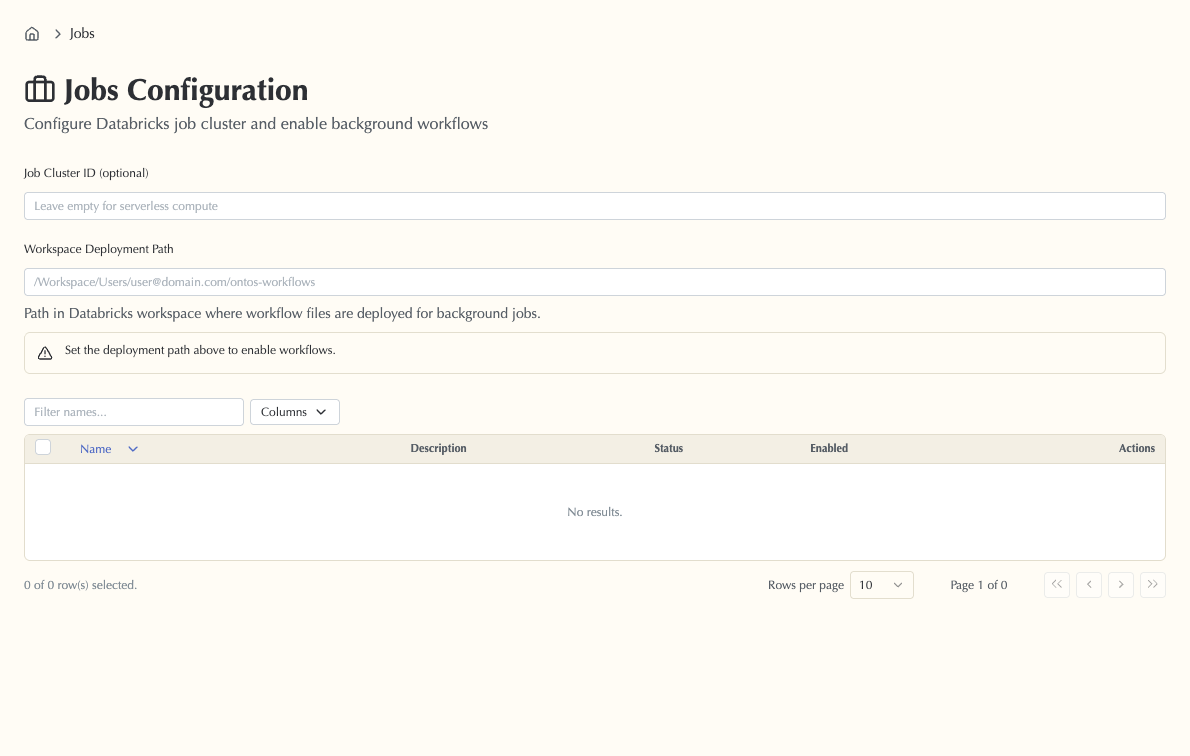 Jobs
Jobs Configuration
Configure Databricks job cluster and enable background workflows
Job Cluster ID (optional)
Leave empty for serverless compute
Workspace Deployment Path
/Workspace/Users/user@domain.com/ontos-workflows
Path in Databricks workspace where workflow files are deployed for background jobs.
Set the deployment path above to enable workflows.
Filter names... Columns
Name Description Status Enabled Actions
No results.
0 of 0 row(s) selected. Rows per page 10 Page 1 of 0